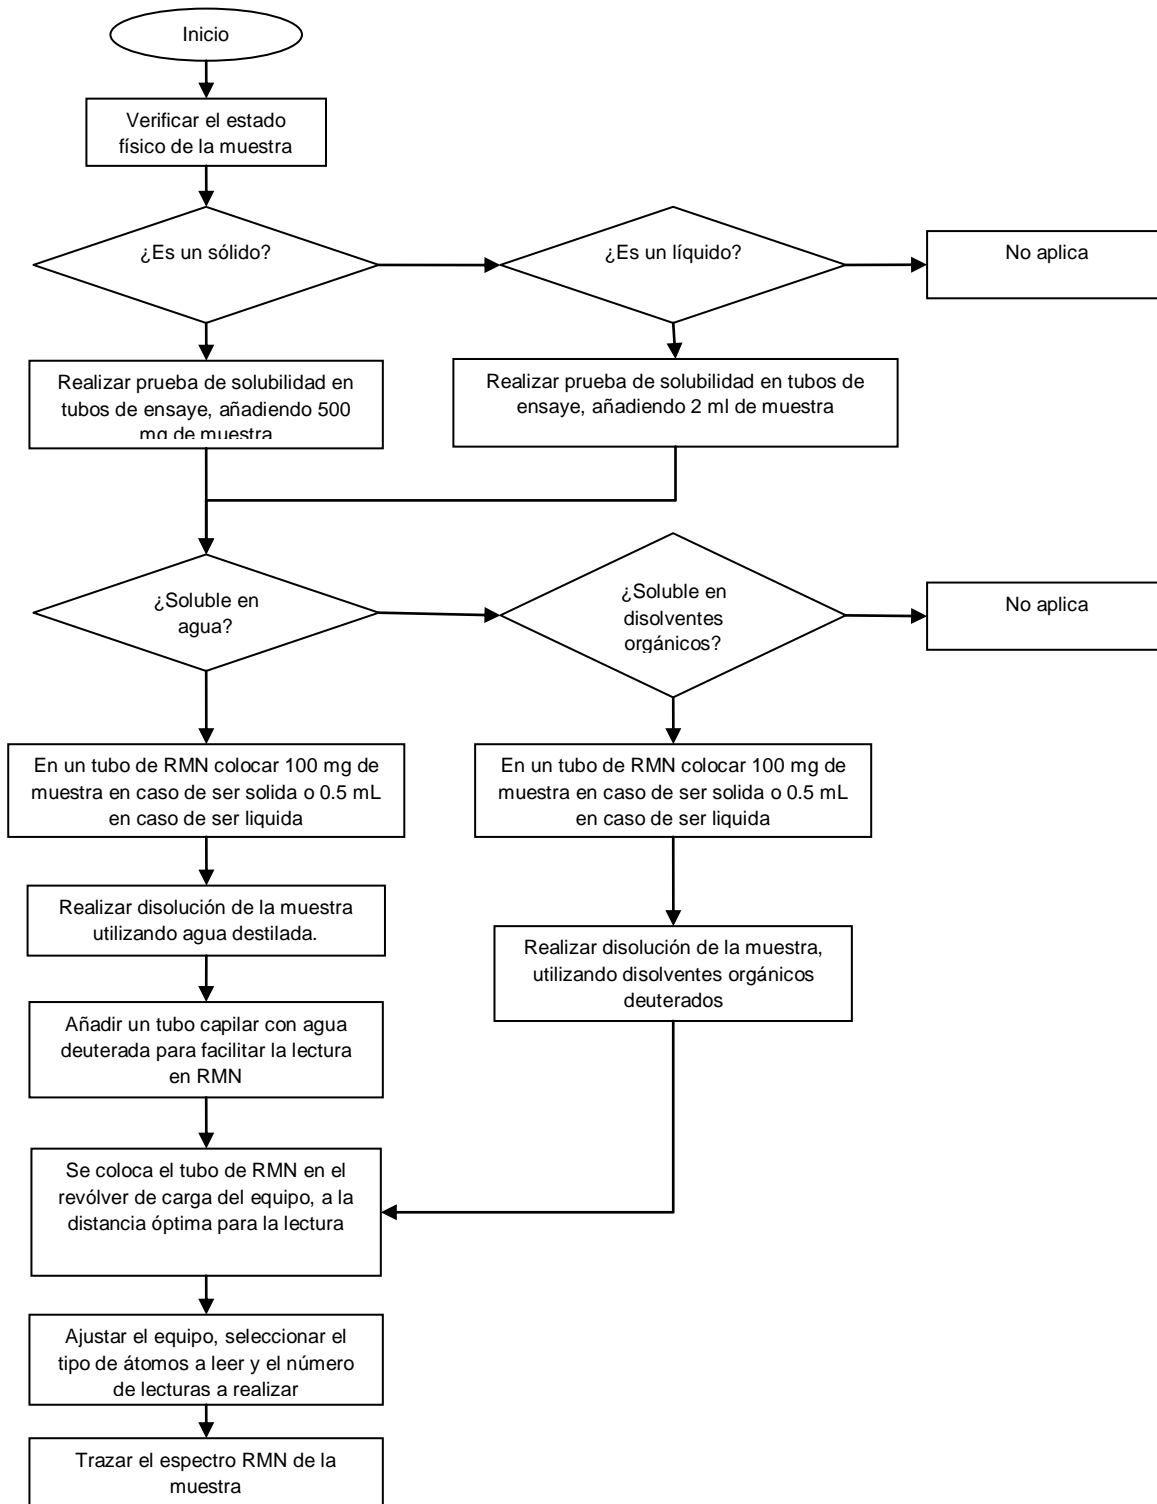 Inicio
Verificar el estado
físico de la muestra
¿Es un sólido?
¿Es un líquido?
No aplica
Realizar prueba de solubilidad en
tubos de ensaye, añadiendo 500
mg de muestra
Realizar prueba de solubilidad en tubos de
ensaye, añadiendo 2 ml de muestra
¿Soluble en
agua?
¿Soluble en
disolventes
orgánicos?
No aplica
En un tubo de RMN colocar 100 mg de
muestra en caso de ser solida o 0.5 mL
en caso de ser liquida
En un tubo de RMN colocar 100 mg de
muestra en caso de ser solida o 0.5 mL
en caso de ser liquida
Realizar disolución de la muestra
utilizando agua destilada.
Realizar disolución de la muestra,
utilizando disolventes orgánicos
deuterados
Añadir un tubo capilar con agua
deuterada para facilitar la lectura
en RMN
Se coloca el tubo de RMN en el
revólver de carga del equipo, a la
distancia óptima para la lectura
Ajustar el equipo, seleccionar el
tipo de átomos a leer y el número
de lecturas a realizar
Trazar el espectro RMN de la
muestra